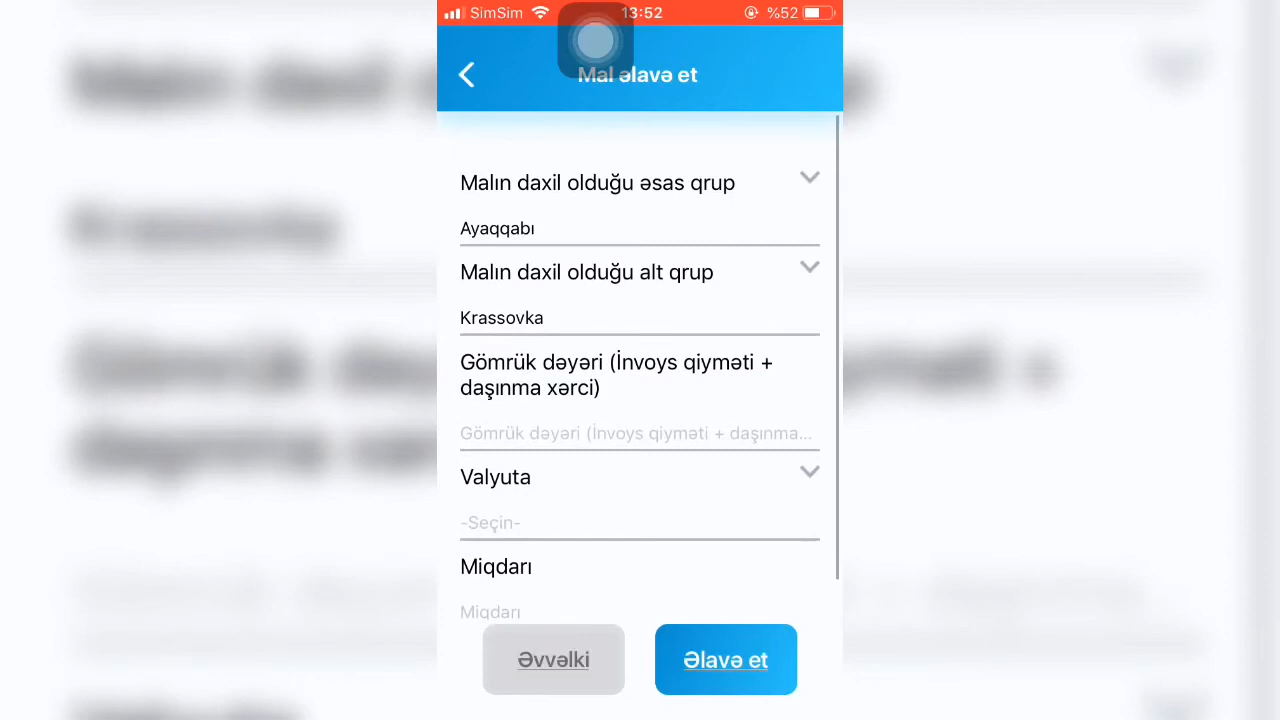 SimSim 13:52 %52
Mal əlavə et
Malın daxil olduğu əsas qrup
Ayaqqabı
Malın daxil olduğu alt qrup
Krassovka
Gömrük dəyəri (İnvoys qiyməti +
daşınma xərci)
Gömrük dəyəri (İnvoys qiyməti + daşınma...
Valyuta
-Seçin-
Miqdarı
Miqdarı
Əvvəlki Əlavə et